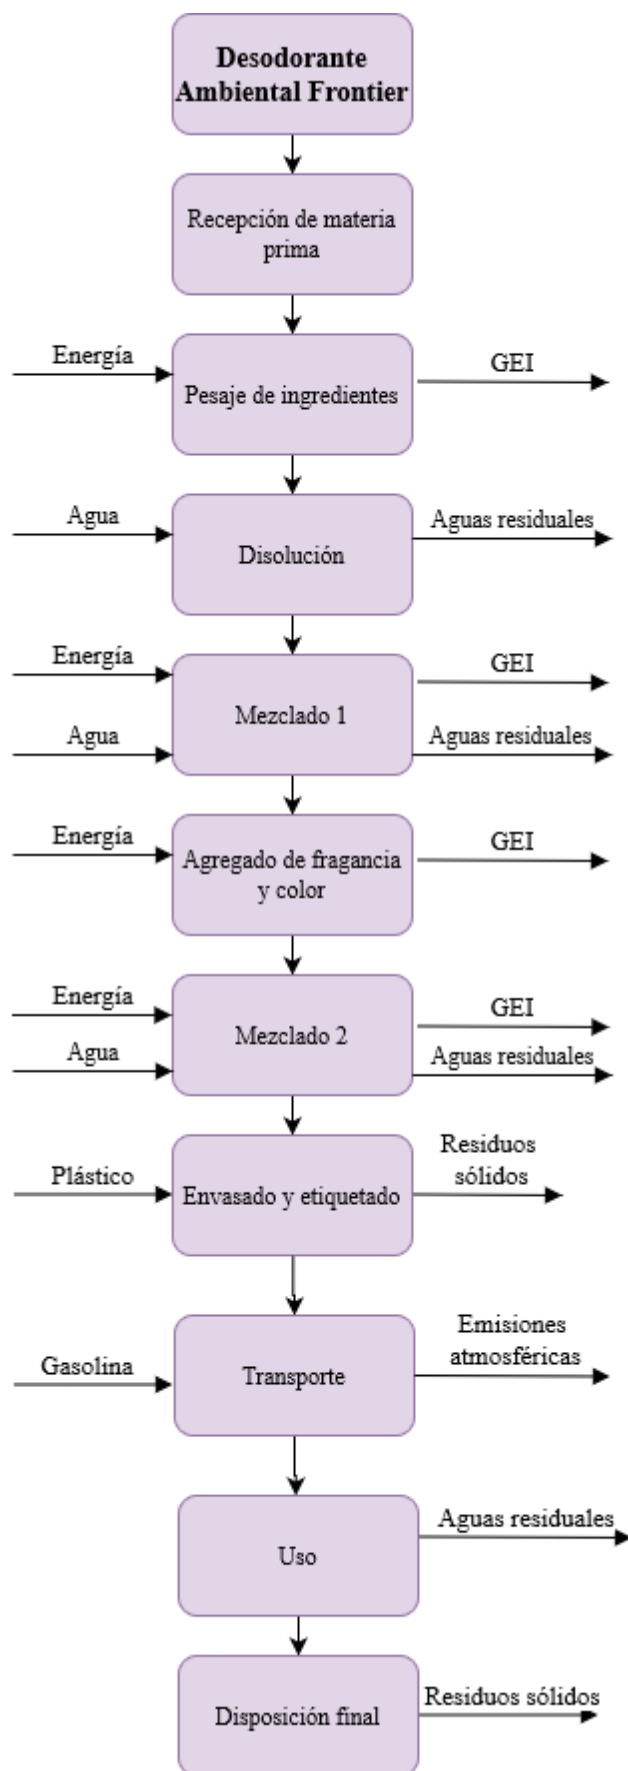 Desodorante
Ambiental Frontier
Recepción de materia
prima
Energía
GEI
Pesaje de ingredientes
Agua
Aguas residuales
Disolución
Energía
GEI
Mezclado 1
Agua
Aguas residuales
Energía
GEI
Agregado de fragancia
y color
Energía
GEI
Mezclado 2
Agua
Aguas residuales
Plástico
Envasado y etiquetado
Residuos
sólidos
Gasolina
Transporte
Emisiones
atmosféricas
Uso
Aguas residuales
Disposición final
Residuos sólidos